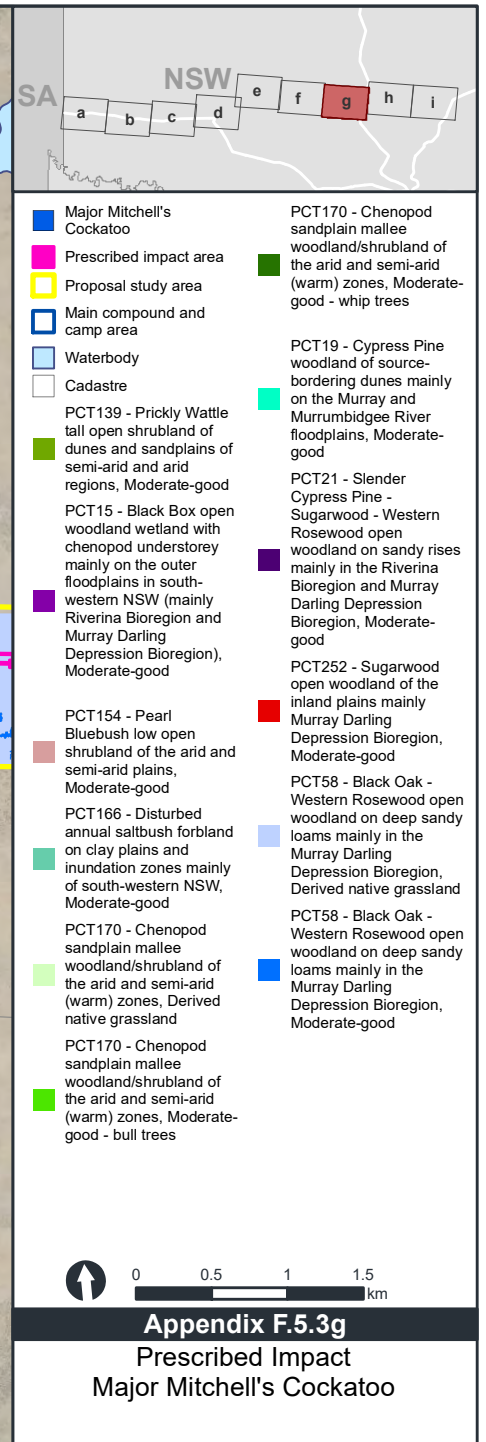 SA
NSW
a
b
c
d
e
f
g
h
i
Major Mitchell's
Cockatoo
Prescribed impact area
Proposal study area
Main compound and
camp area
Waterbody
Cadastre
PCT139 - Prickly Wattle
tall open shrubland of
dunes and sandplains of
semi-arid and arid
regions, Moderate-good
PCT15 - Black Box open
woodland wetland with
chenopod understorey
mainly on the outer
floodplains in south-
western NSW (mainly
Riverina Bioregion and
Murray Darling
Depression Bioregion),
Moderate-good
PCT154 - Pearl
Bluebush low open
shrubland of the arid and
semi-arid plains,
Moderate-good
PCT166 - Disturbed
annual saltbush forbland
on clay plains and
inundation zones mainly
of south-western NSW,
Moderate-good
PCT170 - Chenopod
sandplain mallee
woodland/shrubland of
the arid and semi-arid
(warm) zones, Derived
native grassland
PCT170 - Chenopod
sandplain mallee
woodland/shrubland of
the arid and semi-arid
(warm) zones, Moderate-
good - bull trees
PCT170 - Chenopod
sandplain mallee
woodland/shrubland of
the arid and semi-arid
(warm) zones, Moderate-
good - whip trees
PCT19 - Cypress Pine
woodland of source-
bordering dunes mainly
on the Murray and
Murrumbidgee River
floodplains, Moderate-
good
PCT21 - Slender
Cypress Pine -
Sugarwood - Western
Rosewood open
woodland on sandy rises
mainly in the Riverina
Bioregion and Murray
Darling Depression
Bioregion, Moderate-
good
PCT252 - Sugarwood
open woodland of the
inland plains mainly
Murray Darling
Depression Bioregion,
Moderate-good
PCT58 - Black Oak -
Western Rosewood open
woodland on deep sandy
loams mainly in the
Murray Darling
Depression Bioregion,
Derived native grassland
PCT58 - Black Oak -
Western Rosewood open
woodland on deep sandy
loams mainly in the
Murray Darling
Depression Bioregion,
Moderate-good
0 0.5 1 1.5
km
Appendix F.5.3g
Prescribed Impact
Major Mitchell's Cockatoo